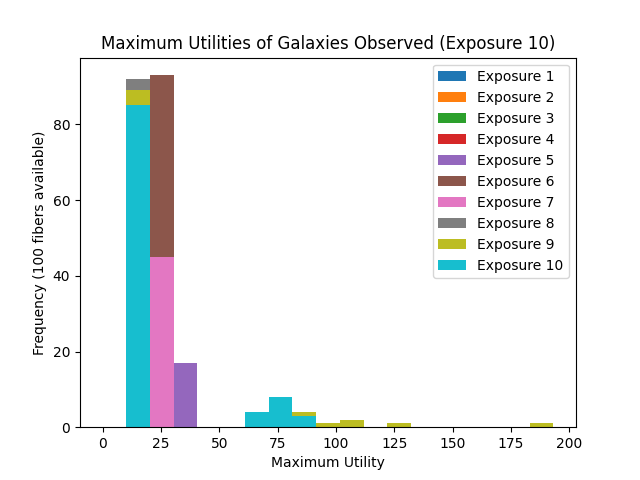 Maximum Utilities of Galaxies Observed (Exposure 10)
Frequency (100 fibers available)
80
60
40
20
0
0 25 50 75 100 125 150 175 200
Maximum Utility
Exposure 1
Exposure 2
Exposure 3
Exposure 4
Exposure 5
Exposure 6
Exposure 7
Exposure 8
Exposure 9
Exposure 10